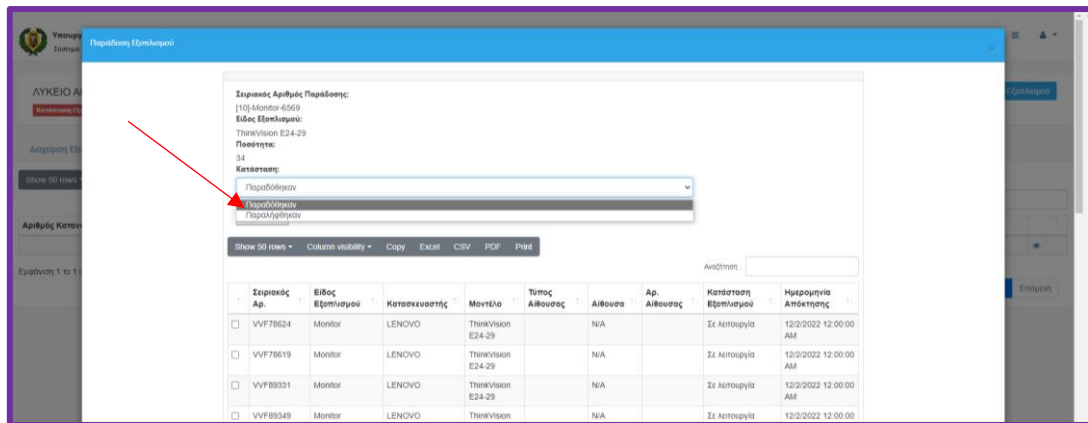 Υπουργ
Σύστημα
Παράδοση Εξοπλισμού
ΛΥΚΕΙΟ Α
Εξοπλισμού
Διαχείριση Εξ
Show 50 rows
Αριθμός Κατανο
Εμφάνιση 1 to 1
Επόμενη
Σειριακός Αριθμός Παράδοσης:
[10]-Monitor-6569
Είδος Εξοπλισμού:
ThinkVision E24-29
Ποσότητα:
34
Κατάσταση:
Παραδόθηκαν
Παραδόθηκαν
Παραλήφθηκαν
Show 50 rows Column visibility Copy Excel CSV PDF Print
Αναζήτηση :
Σειριακός Αρ. Είδος Εξοπλισμού Κατασκευαστής Μοντέλο Τύπος Αίθουσας Αίθουσα Αρ. Αίθουσας Κατάσταση Εξοπλισμού Ημερομηνία Απόκτησης
VVF78624 Monitor LENOVO ThinkVision E24-29 N/A Σε λειτουργία 12/2/2022 12:00:00 AM
VVF78619 Monitor LENOVO ThinkVision E24-29 N/A Σε λειτουργία 12/2/2022 12:00:00 AM
VVF89331 Monitor LENOVO ThinkVision E24-29 N/A Σε λειτουργία 12/2/2022 12:00:00 AM
VVF89349 Monitor LENOVO ThinkVision N/A Σε λειτουργία 12/2/2022 12:00:00